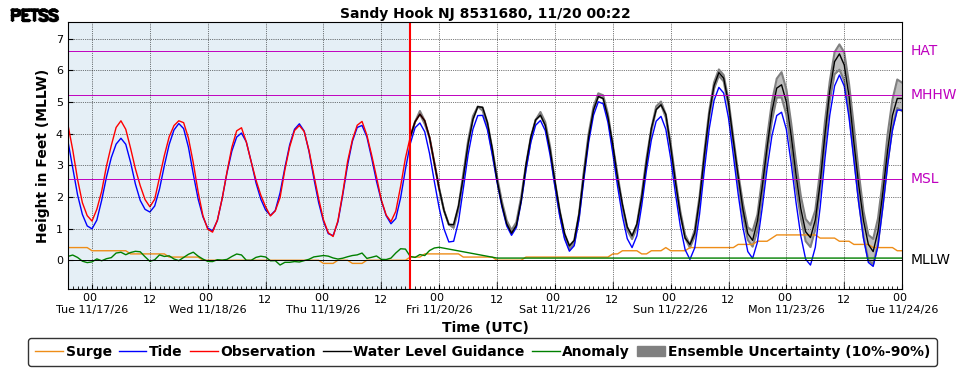 PETSS
Sandy Hook NJ 8531680, 11/20 00:22
Height in Feet (MLLW)
7
6
5
4
3
2
1
0
HAT
MHHW
MSL
MLLW
00 12 00 12 00 12 00 12 00 12 00 12 00 12 00
Tue 11/17/26 Wed 11/18/26 Thu 11/19/26 Fri 11/20/26 Sat 11/21/26 Sun 11/22/26 Mon 11/23/26 Tue 11/24/26
Time (UTC)
Surge Tide Observation Water Level Guidance Anomaly Ensemble Uncertainty (10%-90%)